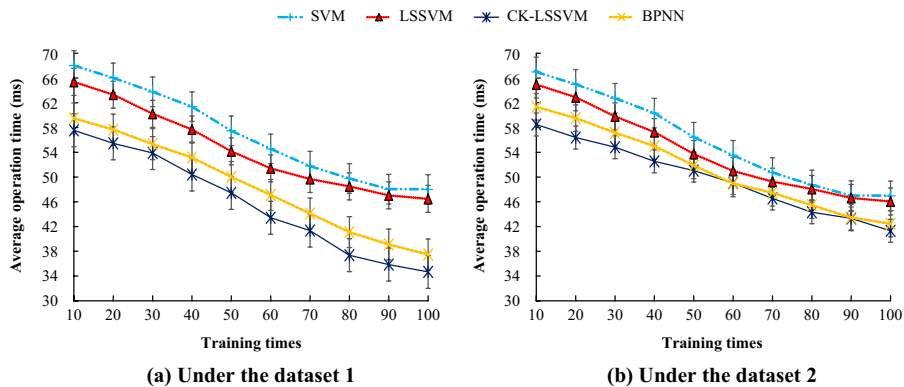 SVM LSSVM CK-LSSVM BPNN
Average operation time (ms)
70
66
62
58
54
50
46
42
38
34
30
10 20 30 40 50 60 70 80 90 100
Training times
(a) Under the dataset 1
Average operation time (ms)
70
66
62
58
54
50
46
42
38
34
30
10 20 30 40 50 60 70 80 90 100
Training times
(b) Under the dataset 2